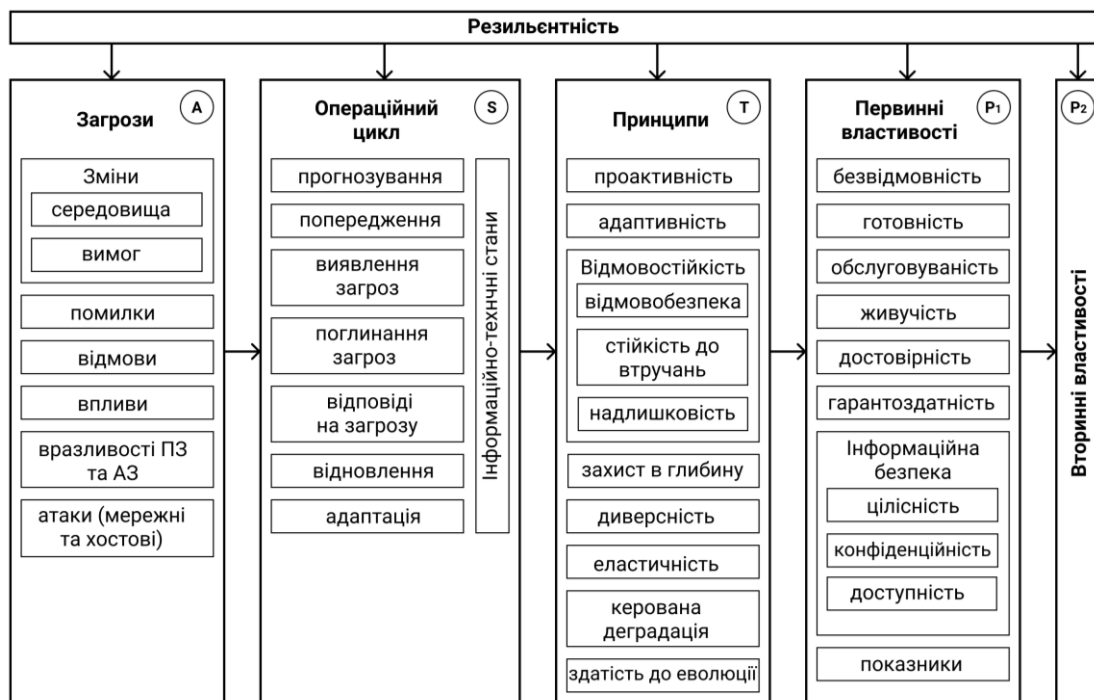 Резильєнтність
Загрози
A
Зміни
середовища
вимог
помилки
відмови
впливи
вразливості ПЗ
та АЗ
атаки (мережні
та хостові)
Операційний
цикл
S
прогнозування
попередження
виявлення
загроз
поглинання
загроз
відповіді
на загрозу
відновлення
адаптація
Інформаційно-технчні стани
Принципи
T
проактивність
адаптивність
Відмовостійкість
відмовобезпека
стійкість до
втручань
надлишковість
захист в глибину
диверсність
еластичність
керована
деградація
здатість до еволюції
Первинні
властивості
P1
безвідмовність
готовність
обслуговуваність
живучість
достовірність
гарантоздатність
Інформаційна
безпека
цілісність
конфіденційність
доступність
показники
P2
Вторинні властивості